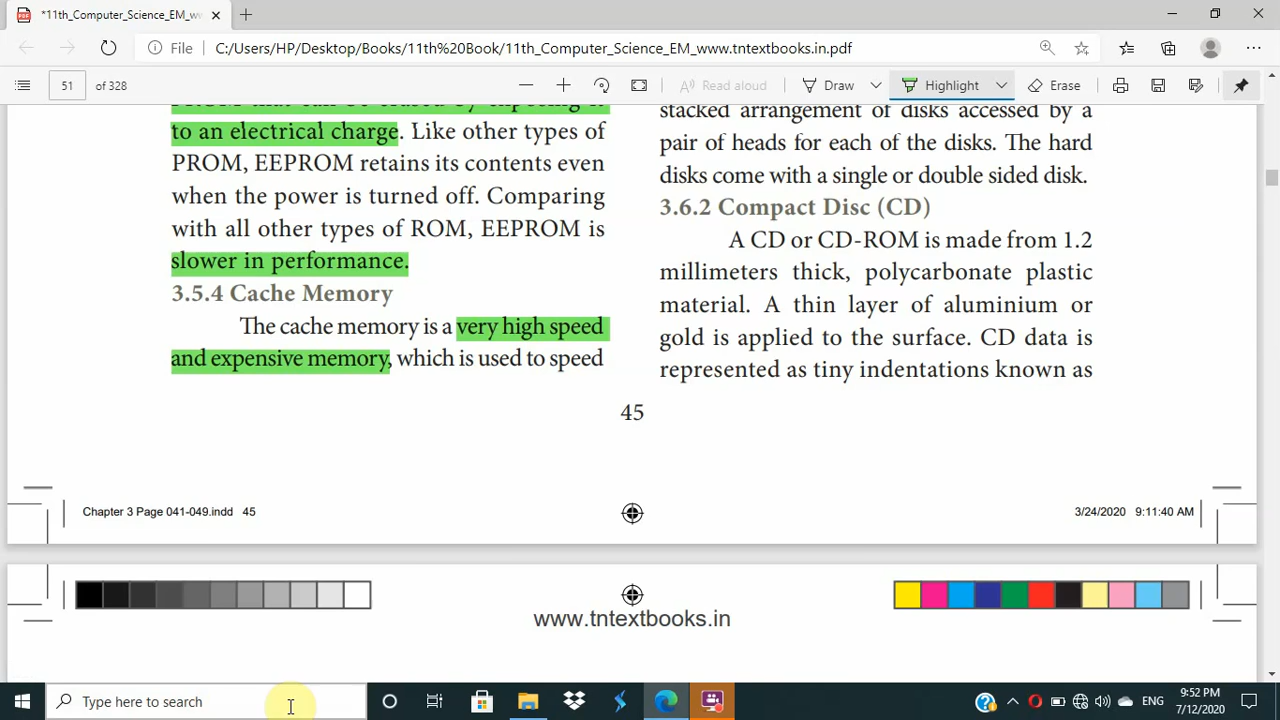 *11th_Computer_Science_EM_ww
File
C:/Users/HP/Desktop/Books/11th%20Book/11th_Computer_Science_EM_www.tntextbooks.in.pdf
51
of 328
Read aloud
Draw
Highlight
Erase
to an electrical charge. Like other types of
PROM, EEPROM retains its contents even
when the power is turned off. Comparing
with all other types of ROM, EEPROM is
slower in performance.
3.5.4 Cache Memory
The cache memory is a very high speed
and expensive memory, which is used to speed
stacked arrangement of disks accessed by a
pair of heads for each of the disks. The hard
disks come with a single or double sided disk.
3.6.2 Compact Disc (CD)
A CD or CD-ROM is made from 1.2
millimeters thick, polycarbonate plastic
material. A thin layer of aluminium or
gold is applied to the surface. CD data is
represented as tiny indentations known as
45
Chapter 3 Page 041-049.indd 45
3/24/2020 9:11:40 AM
www.tntextbooks.in
Type here to search
ENG
9:52 PM
7/12/2020